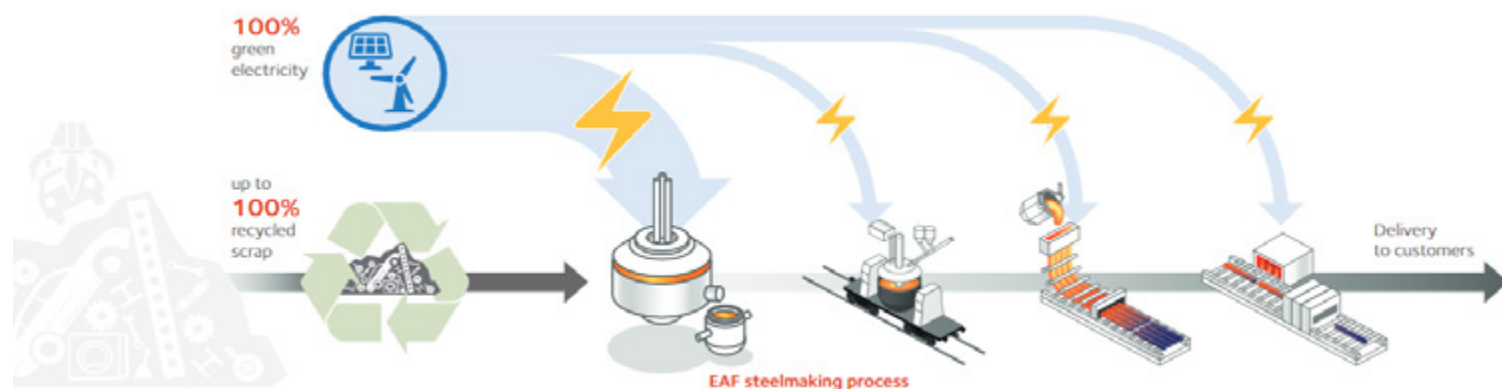 100%
green
electricity
up to
100%
recycled
scrap
Delivery
to customers
EAF steelmaking process